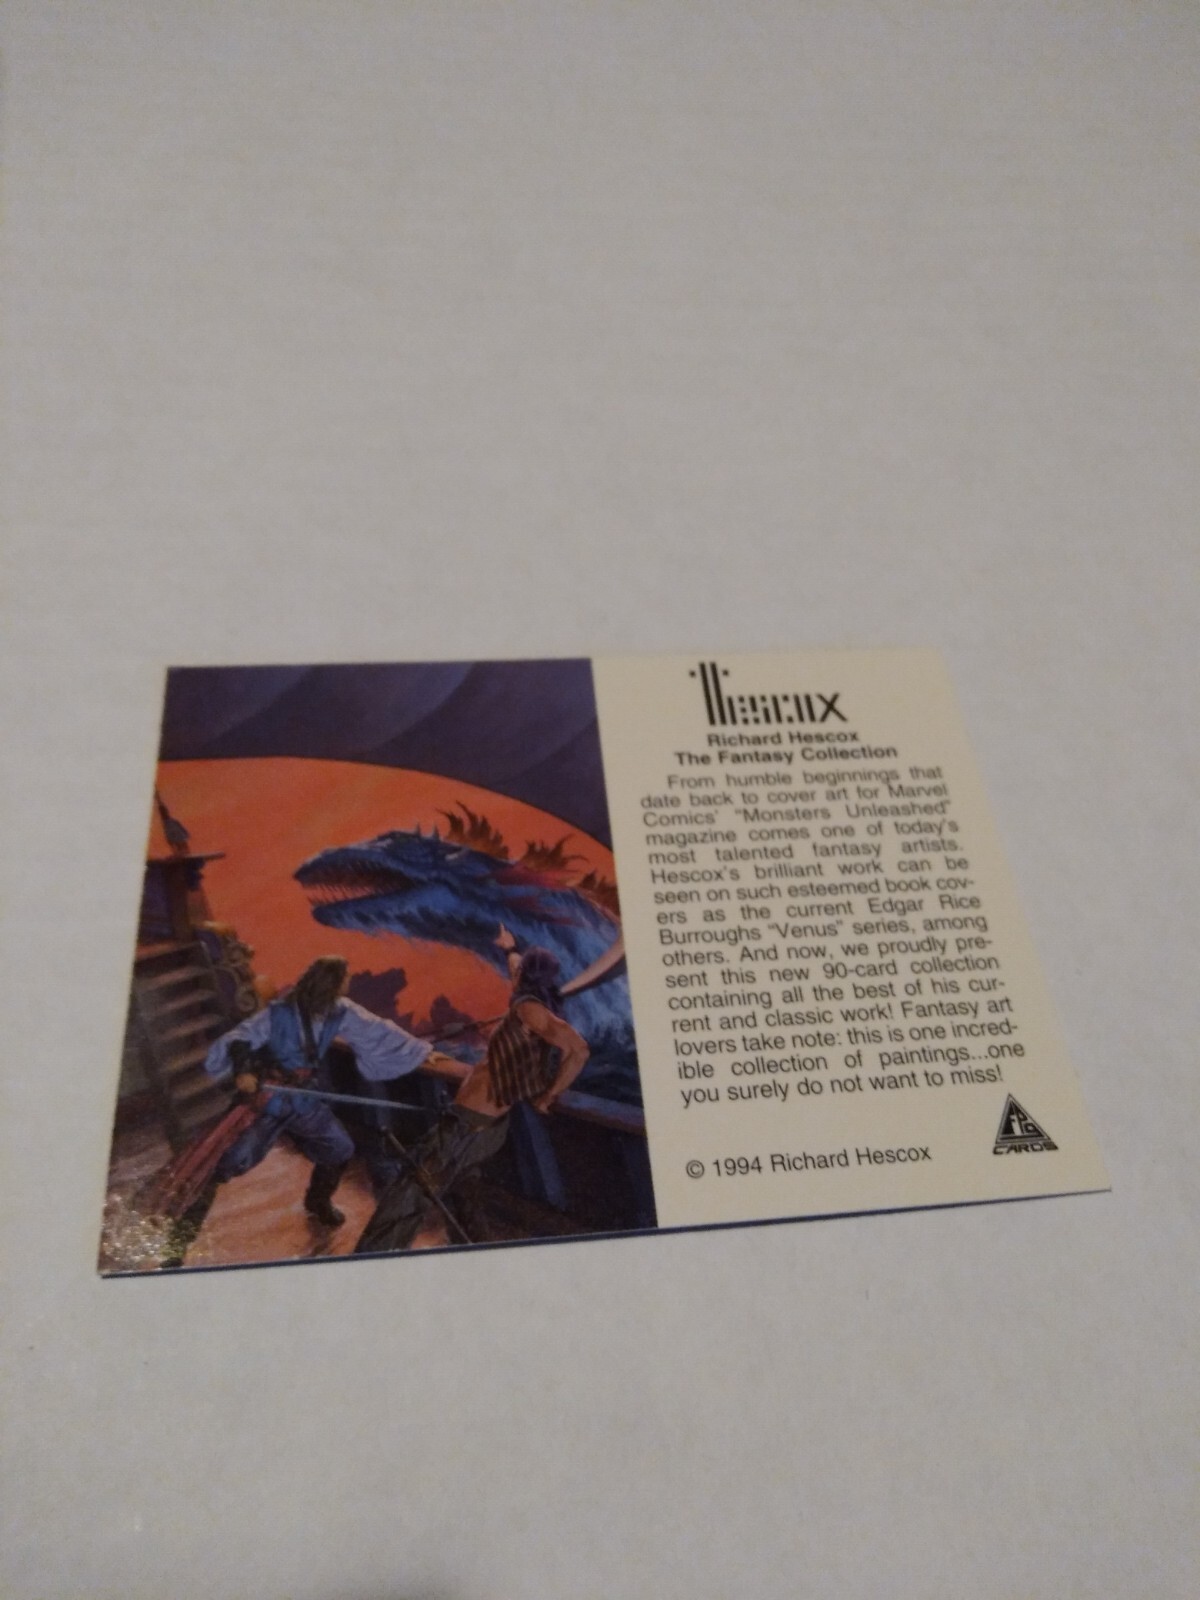 Hescox
Richard Hescox
The Fantasy Collection
From humble beginnings that
date back to cover art for Marvel
Comics' "Monsters Unleashed"
magazine comes one of today's
most talented fantasy artists.
Hescox's brilliant work can be
seen on such esteemed book cov-
ers as the current Edgar Rice
Burroughs "Venus" series, among
others. And now, we proudly pre-
sent this new 90-card collection
containing all the best of his cur-
rent and classic work! Fantasy art
lovers take note: this is one incred-
ible collection of paintings...one
you surely do not want to miss!
FPG
CARDS
© 1994 Richard Hescox